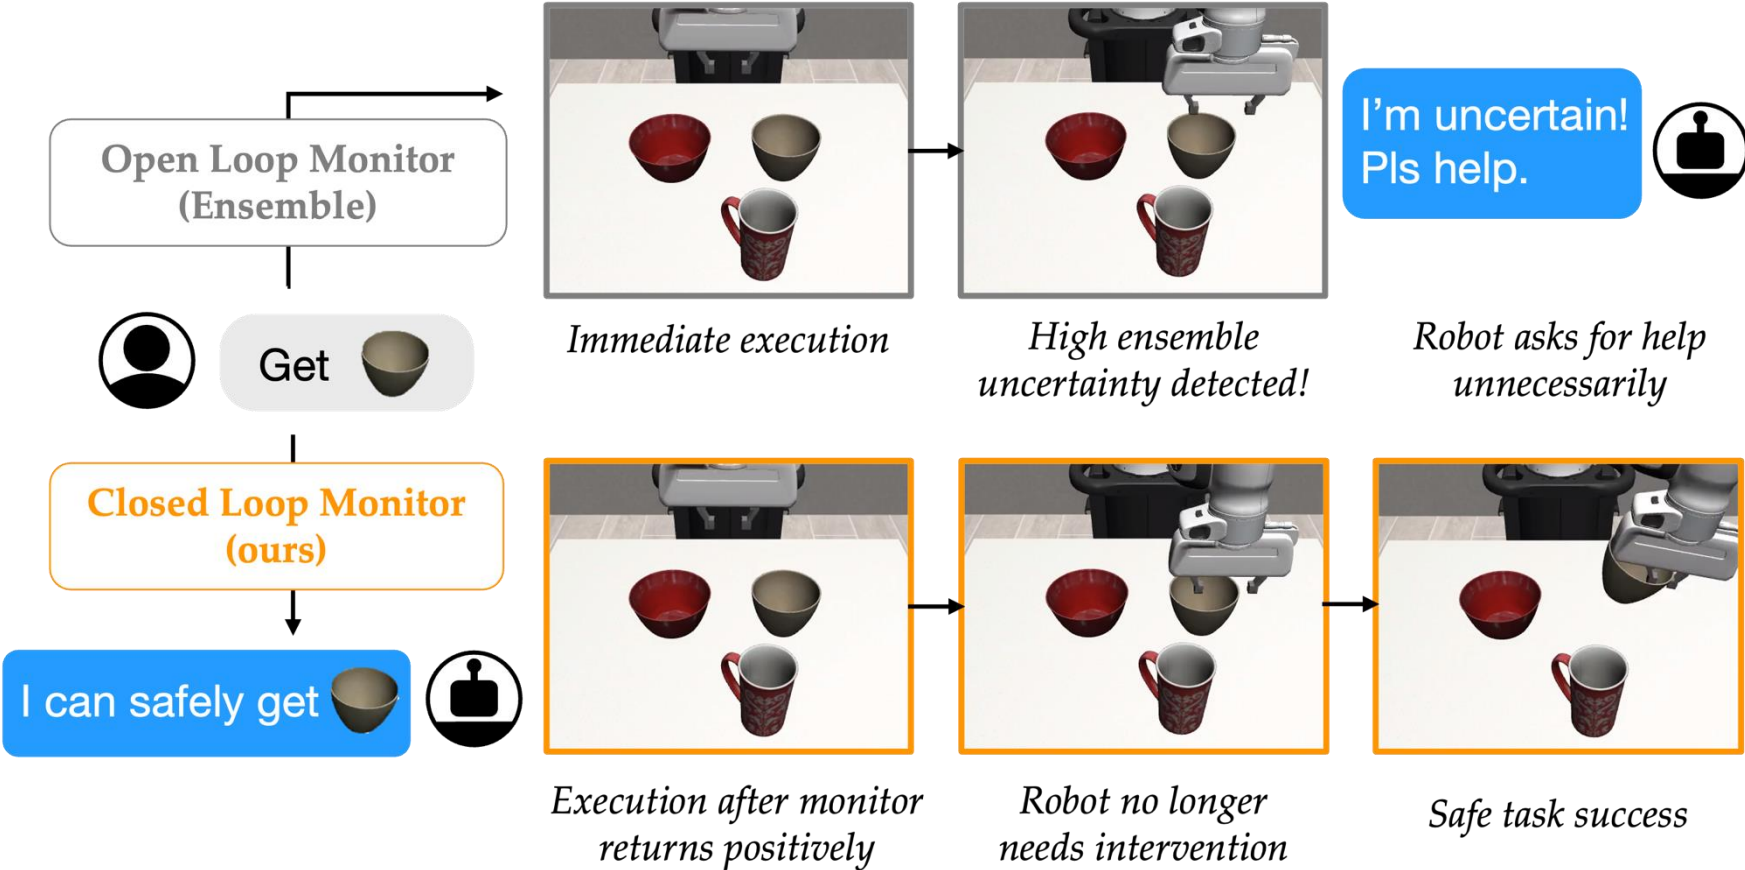 Open Loop Monitor
(Ensemble)
I'm uncertain!
Pls help.
Immediate execution
High ensemble
uncertainty detected!
Robot asks for help
unnecessarily
Get
Closed Loop Monitor
(ours)
I can safely get
Execution after monitor
returns positively
Robot no longer
needs intervention
Safe task success